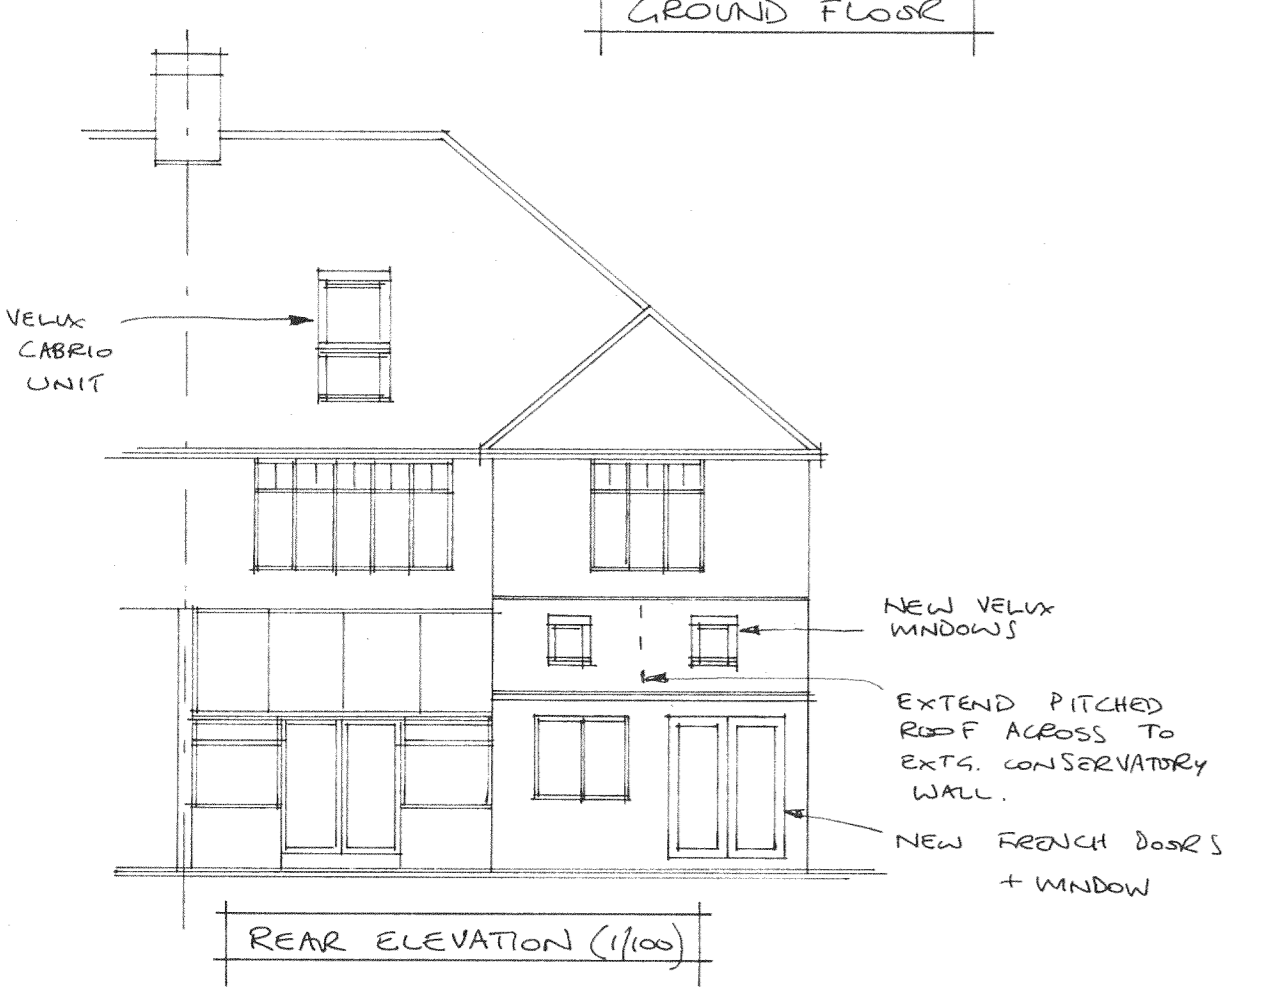 GROUND FLOOR
VELUX
CABRIO
UNIT
NEW VELUX
WINDOWS
EXTEND PITCHED
ROOF ACROSS TO
EXTG. CONSERVATORY
WALL.
NEW FRENCH DOORS
+ WINDOW
REAR ELEVATION (1/100)